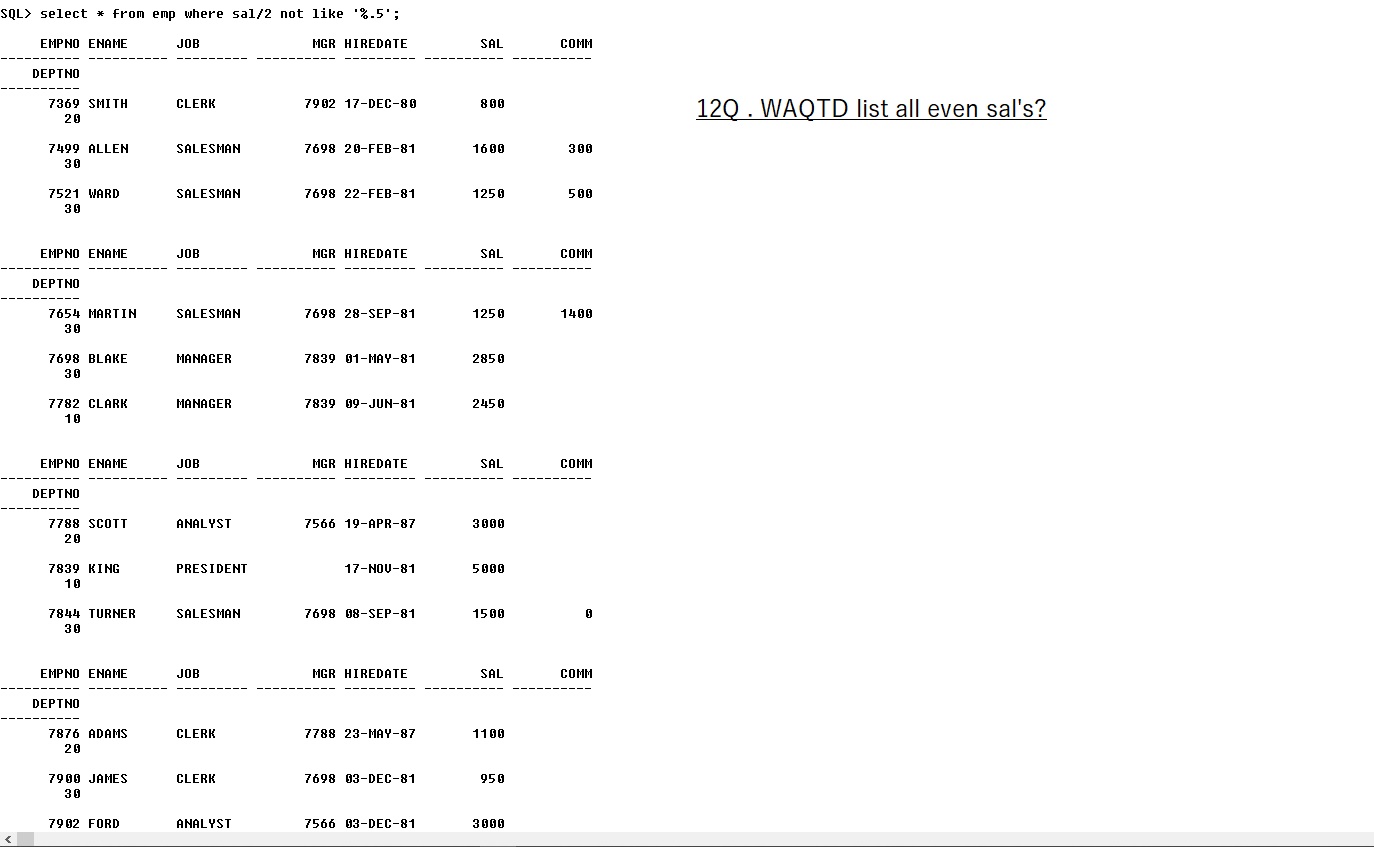 SQL> select * from emp where sal/2 not like '%.5';
EMPNO ENAME JOB MGR HIREDATE SAL COMM
---------- ---------- --------- ---------- --------- ---------- ----------
DEPTNO
----------
7369 SMITH CLERK 7902 17-DEC-80 800
20
12Q . WAQTD list all even sal's?
7499 ALLEN SALESMAN 7698 20-FEB-81 1600 300
30
7521 WARD SALESMAN 7698 22-FEB-81 1250 500
30
EMPNO ENAME JOB MGR HIREDATE SAL COMM
---------- ---------- --------- ---------- --------- ---------- ----------
DEPTNO
----------
7654 MARTIN SALESMAN 7698 28-SEP-81 1250 1400
30
7698 BLAKE MANAGER 7839 01-MAY-81 2850
30
7782 CLARK MANAGER 7839 09-JUN-81 2450
10
EMPNO ENAME JOB MGR HIREDATE SAL COMM
---------- ---------- --------- ---------- --------- ---------- ----------
DEPTNO
----------
7788 SCOTT ANALYST 7566 19-APR-87 3000
20
7839 KING PRESIDENT 17-NOV-81 5000
10
7844 TURNER SALESMAN 7698 08-SEP-81 1500 0
30
EMPNO ENAME JOB MGR HIREDATE SAL COMM
---------- ---------- --------- ---------- --------- ---------- ----------
DEPTNO
----------
7876 ADAMS CLERK 7788 23-MAY-87 1100
20
7900 JAMES CLERK 7698 03-DEC-81 950
30
7902 FORD ANALYST 7566 03-DEC-81 3000